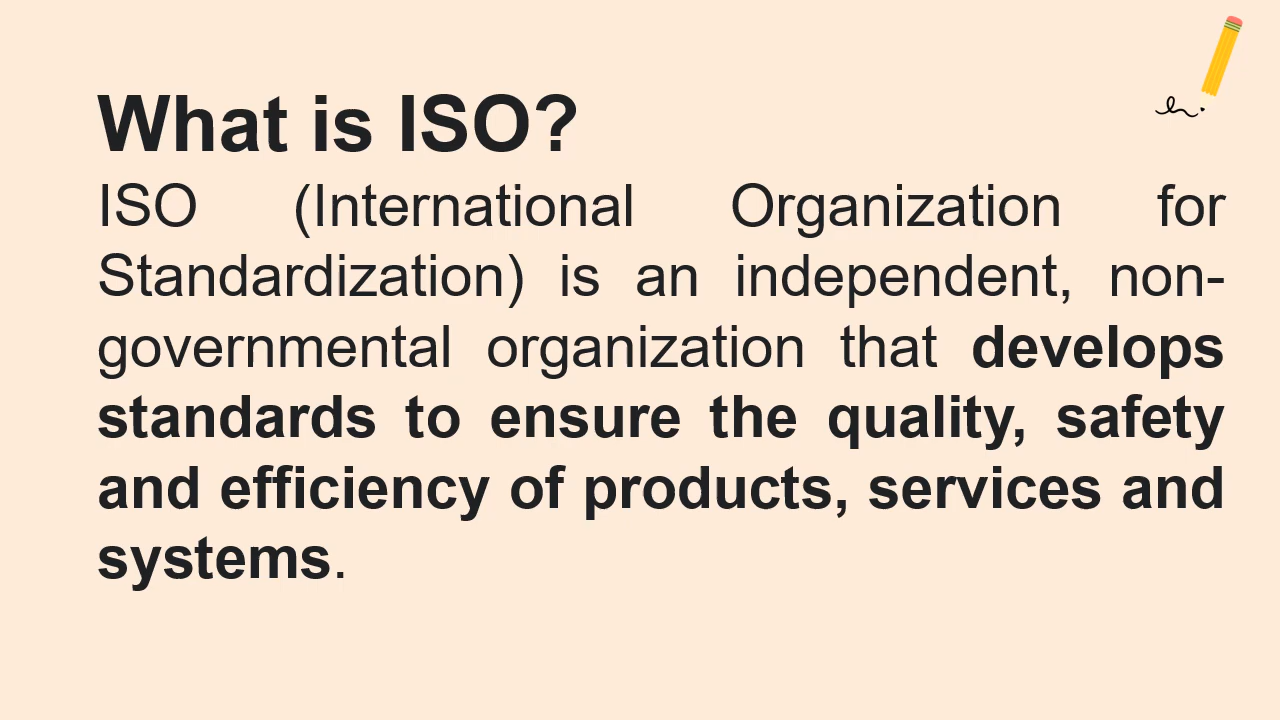 What is ISO?
ISO (International Organization for
Standardization) is an independent, non-
governmental organization that develops
standards to ensure the quality, safety
and efficiency of products, services and
systems.